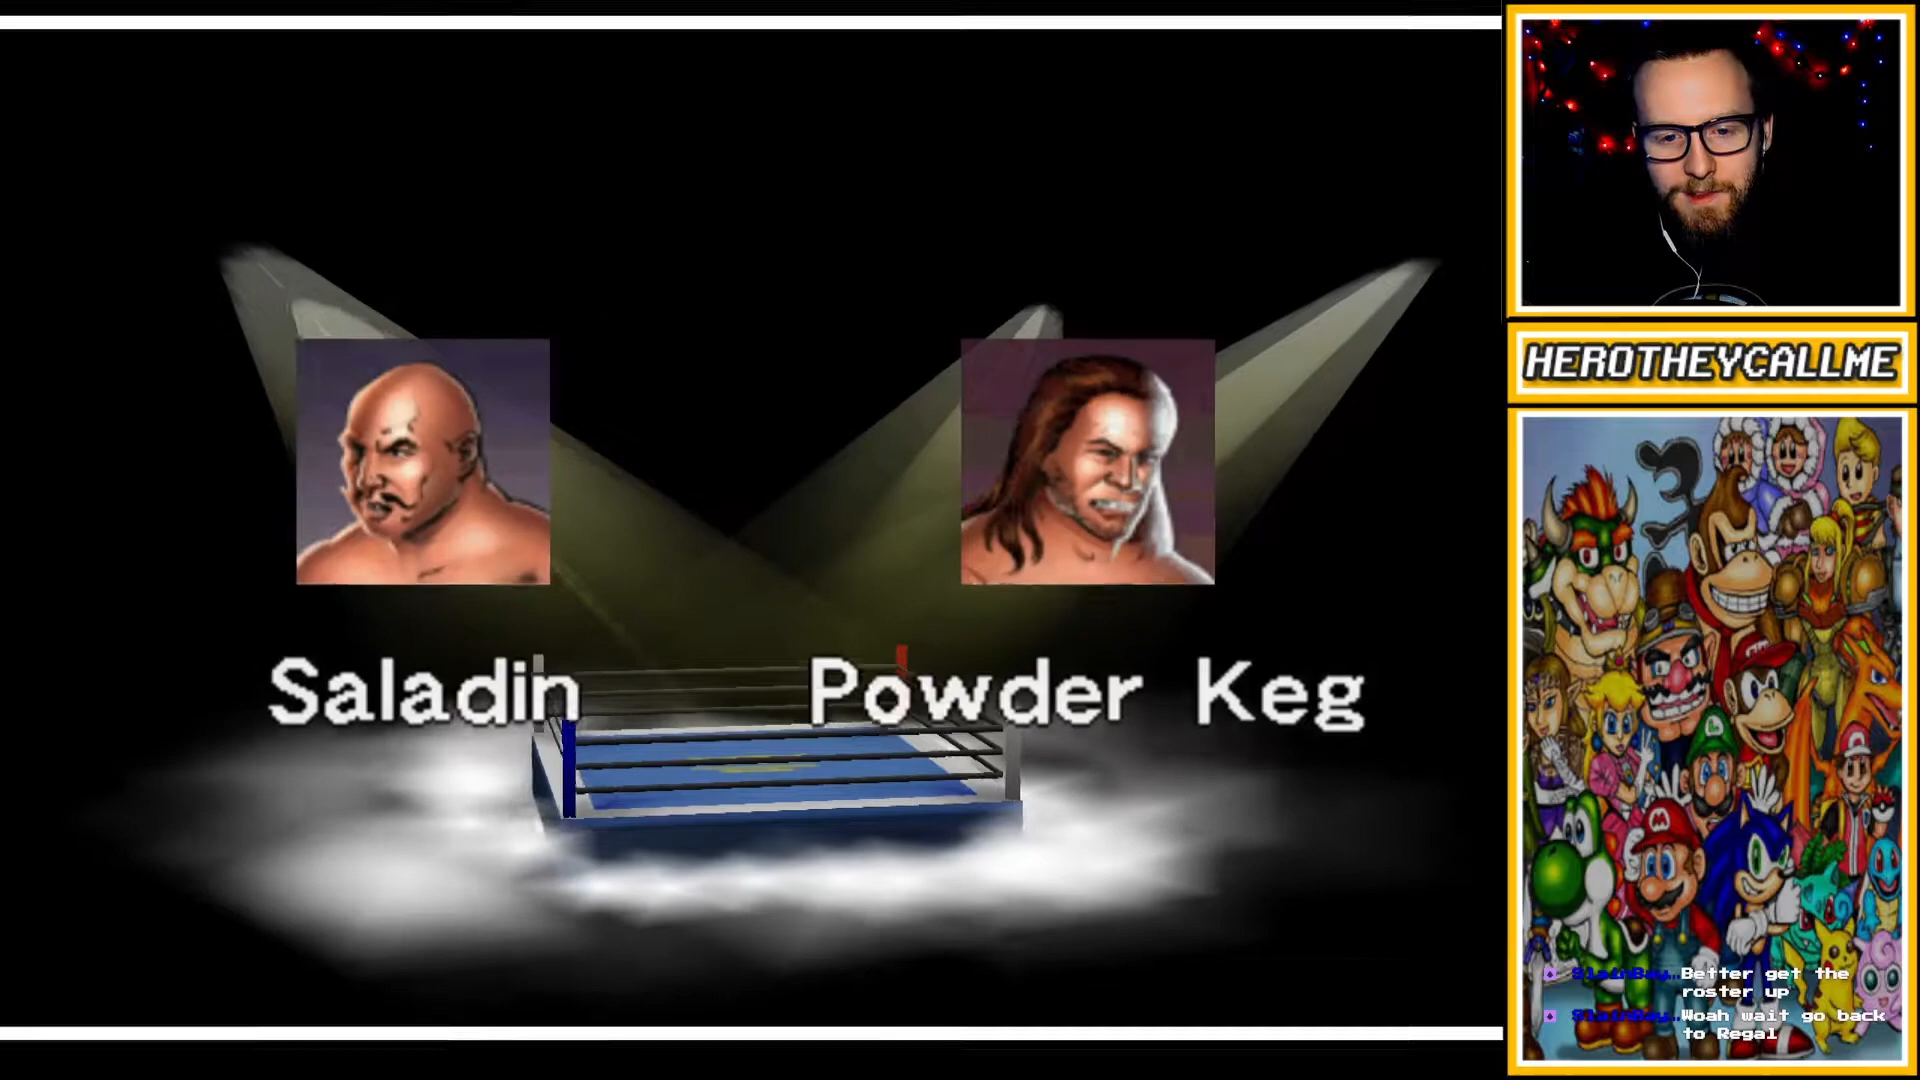 HEROTHEYCALLME
Saladin
Powder Keg
Better get the
roster up
Woah wait go back
to Regal